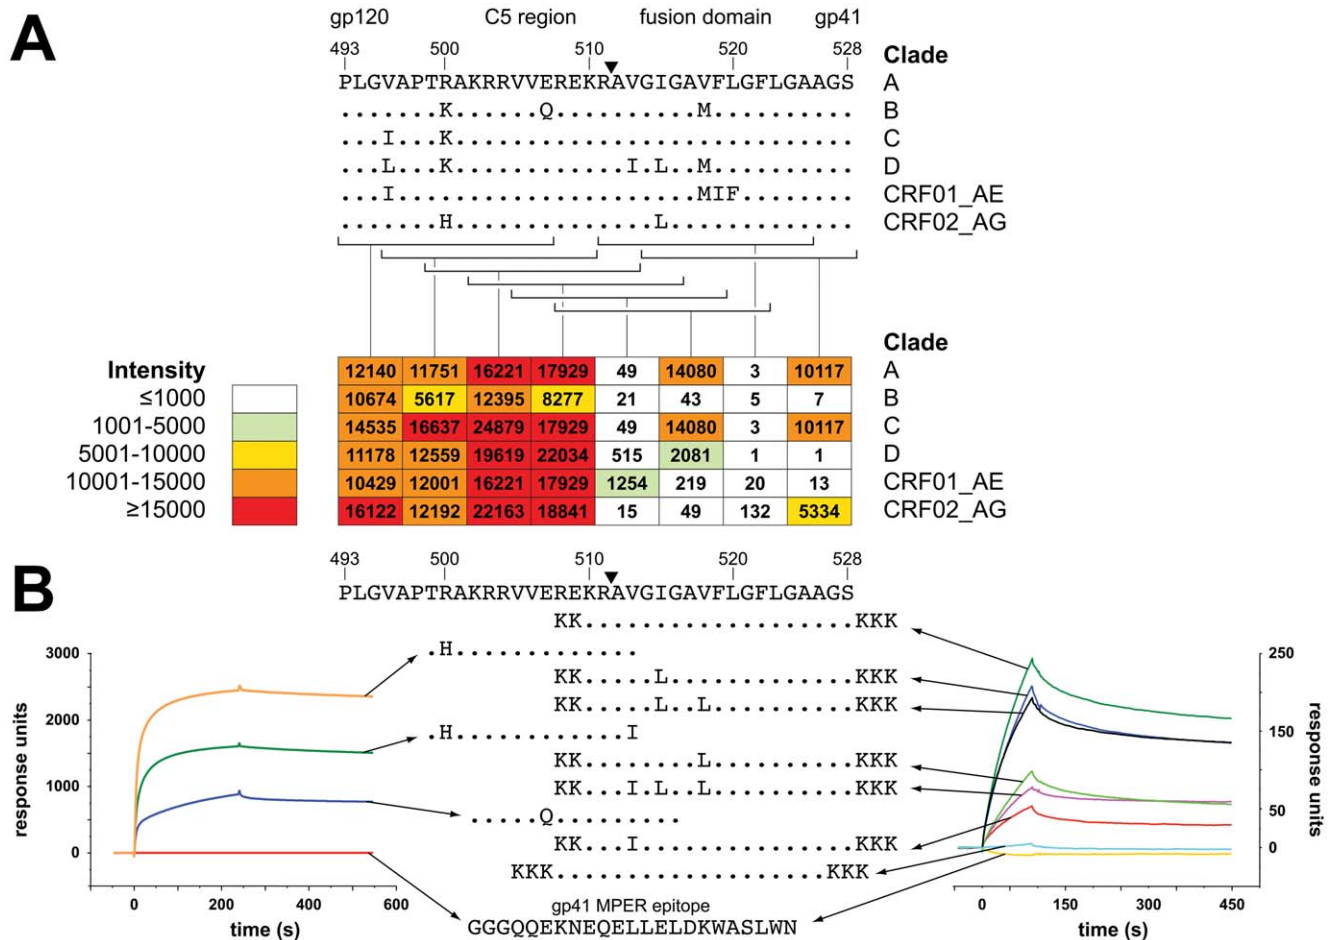 A
gp120 C5 region fusion domain gp41
493 500 510 520 528 Clade
PLGVAPTRAKRRVVEREKRAVGIGAVFLGFLGAAGS A
.......K......Q..........M.......... B
...I...K............................ C
...L...K............I.L..M.......... D
...I.....................MIF........ CRF01_AE
.......H..............L............. CRF02_AG
Clade
Intensity 12140 11751 16221 17929 49 14080 3 10117 A
≤1000 10674 5617 12395 8277 21 43 5 7 B
1001-5000 14535 16637 24879 17929 49 14080 3 10117 C
5001-10000 11178 12559 19619 22034 515 2081 1 1 D
10001-15000 10429 12001 16221 17929 1254 219 20 13 CRF01_AE
≥15000 16122 12192 22163 18841 15 49 132 5334 CRF02_AG
B
493 500 510 520 528
PLGVAPTRAKRRVVEREKRAVGIGAVFLGFLGAAGS
KK...................KKK
.H.............
KK.....L.............KKK
KK.....L..L..........KKK
.H............I
KK........L..........KKK
KK...I.L..L..........KKK
.....Q.........
KK...I...............KKK
KKK...................KKK
gp41 MPER epitope
GGGQQEKNEQELLELDKWASLWN
response units
3000
2000
1000
0
0 200 400 600
time (s)
250
150
50
0
response units
0 150 300 450
time (s)